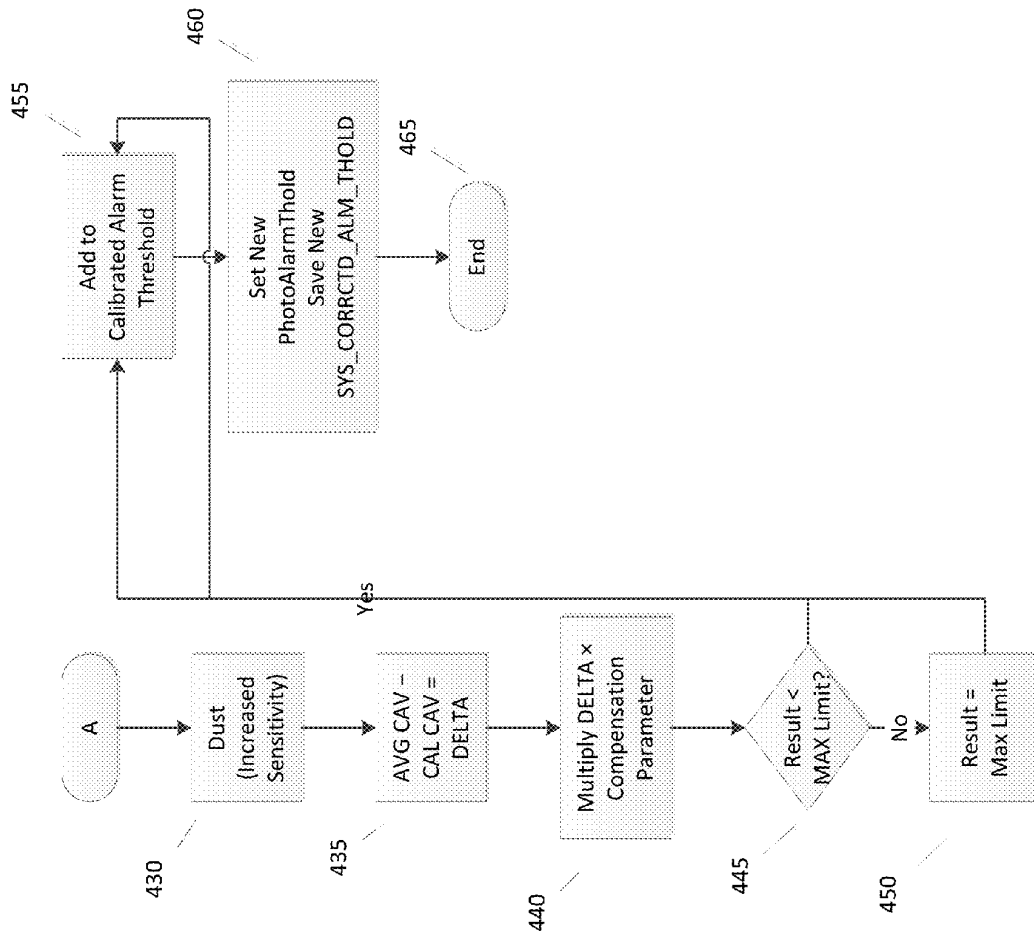 A
430
Dust
(Increased
Sensitivity)
435
AVG CAV –
CAL CAV =
DELTA
440
Multiply DELTA ×
Compensation
Parameter
445
Result <
MAX Limit?
Yes
No
450
Result =
Max Limit
455
Add to
Calibrated Alarm
Threshold
460
Set New
PhotoAlarmThold
Save New
SYS_CORRCTD_ALM_THOLD
465
End